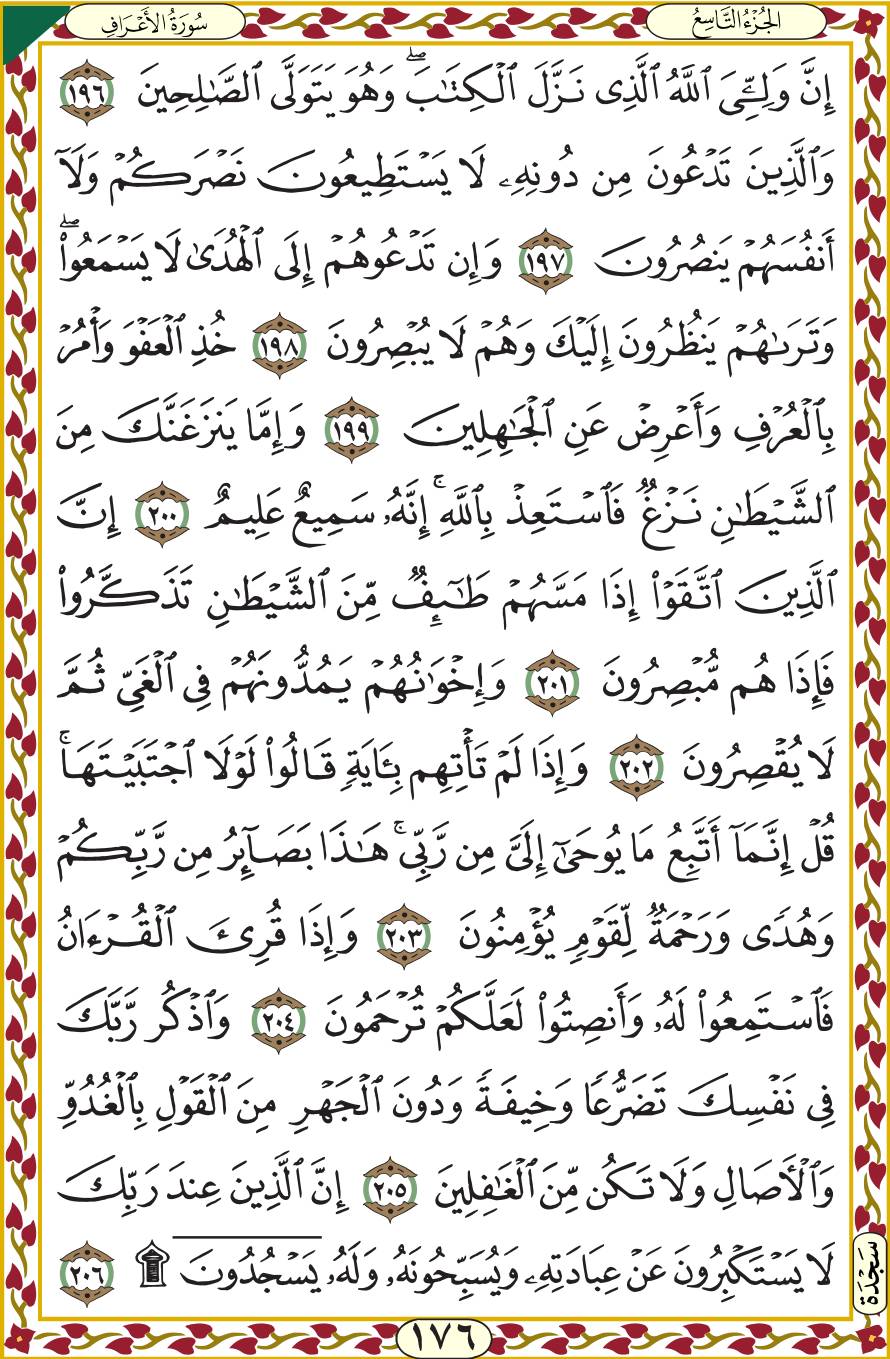 الجُزْءُ التَّاسِعُ
سُورَةُ الأَعْرَافِ
إِنَّ وَلِـِّۧيَ ٱللَّهُ ٱلَّذِى نَزَّلَ ٱلْكِتَٰبَ ۖ وَهُوَ يَتَوَلَّى ٱلصَّٰلِحِينَ ١٩٦
وَٱلَّذِينَ تَدْعُونَ مِن دُونِهِۦ لَا يَسْتَطِيعُونَ نَصْرَكُمْ وَلَآ
أَنفُسَهُمْ يَنصُرُونَ ١٩٧ وَإِن تَدْعُوهُمْ إِلَى ٱلْهُدَىٰ لَا يَسْمَعُوا۟ ۖ
وَتَرَىٰهُمْ يَنظُرُونَ إِلَيْكَ وَهُمْ لَا يُبْصِرُونَ ١٩٨ خُذِ ٱلْعَفْوَ وَأْمُرْ
بِٱلْعُرْفِ وَأَعْرِضْ عَنِ ٱلْجَٰهِلِينَ ١٩٩ وَإِمَّا يَنزَغَنَّكَ مِنَ
ٱلشَّيْطَٰنِ نَزْغٌ فَٱسْتَعِذْ بِٱللَّهِ ۚ إِنَّهُۥ سَمِيعٌ عَلِيمٌ ٢٠٠ إِنَّ
ٱلَّذِينَ ٱتَّقَوْا۟ إِذَا مَسَّهُمْ طَٰٓئِفٌ مِّنَ ٱلشَّيْطَٰنِ تَذَكَّرُوا۟
فَإِذَا هُم مُّبْصِرُونَ ٢٠١ وَإِخْوَٰنُهُمْ يَمُدُّونَهُمْ فِى ٱلْغَىِّ ثُمَّ
لَا يُقْصِرُونَ ٢٠٢ وَإِذَا لَمْ تَأْتِهِم بِـَٔايَةٍ قَالُوا۟ لَوْلَا ٱجْتَبَيْتَهَا ۚ
قُلْ إِنَّمَآ أَتَّبِعُ مَا يُوحَىٰٓ إِلَىَّ مِن رَّبِّى ۚ هَٰذَا بَصَآئِرُ مِن رَّبِّكُمْ
وَهُدًى وَرَحْمَةٌ لِّقَوْمٍ يُؤْمِنُونَ ٢٠٣ وَإِذَا قُرِئَ ٱلْقُرْءَانُ
فَٱسْتَمِعُوا۟ لَهُۥ وَأَنصِتُوا۟ لَعَلَّكُمْ تُرْحَمُونَ ٢٠٤ وَٱذْكُر رَّبَّكَ
فِى نَفْسِكَ تَضَرُّعًا وَخِيفَةً وَدُونَ ٱلْجَهْرِ مِنَ ٱلْقَوْلِ بِٱلْغُدُوِّ
وَٱلْأَصَالِ وَلَا تَكُن مِّنَ ٱلْغَٰفِلِينَ ٢٠٥ إِنَّ ٱلَّذِينَ عِندَ رَبِّكَ
لَا يَسْتَكْبِرُونَ عَنْ عِبَادَتِهِۦ وَيُسَبِّحُونَهُۥ وَلَهُۥ يَسْجُدُونَ ۩ ٢٠٦
سَجْدَة
١٧٦